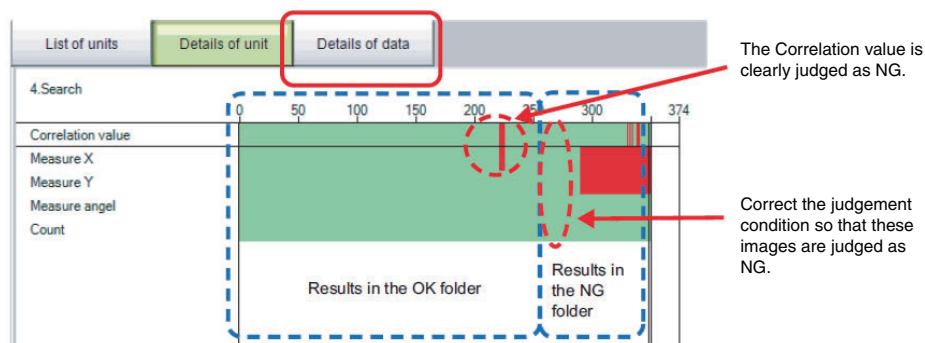 List of units
Details of unit
Details of data
4.Search
0 50 100 150 200 250 300 374
Correlation value
Measure X
Measure Y
Measure angel
Count
Results in the OK folder
Results in
the NG
folder
The Correlation value is
clearly judged as NG.
Correct the judgement
condition so that these
images are judged as
NG.